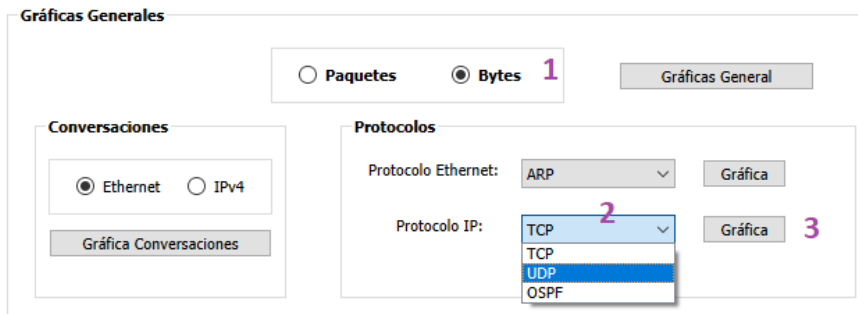 Gráficas Generales
Paquetes Bytes 1 Gráficas General
Conversaciones
Ethernet IPv4
Gráfica Conversaciones
Protocolos
Protocolo Ethernet: ARP Gráfica
Protocolo IP: TCP 2 Gráfica 3
TCP
UDP
OSPF